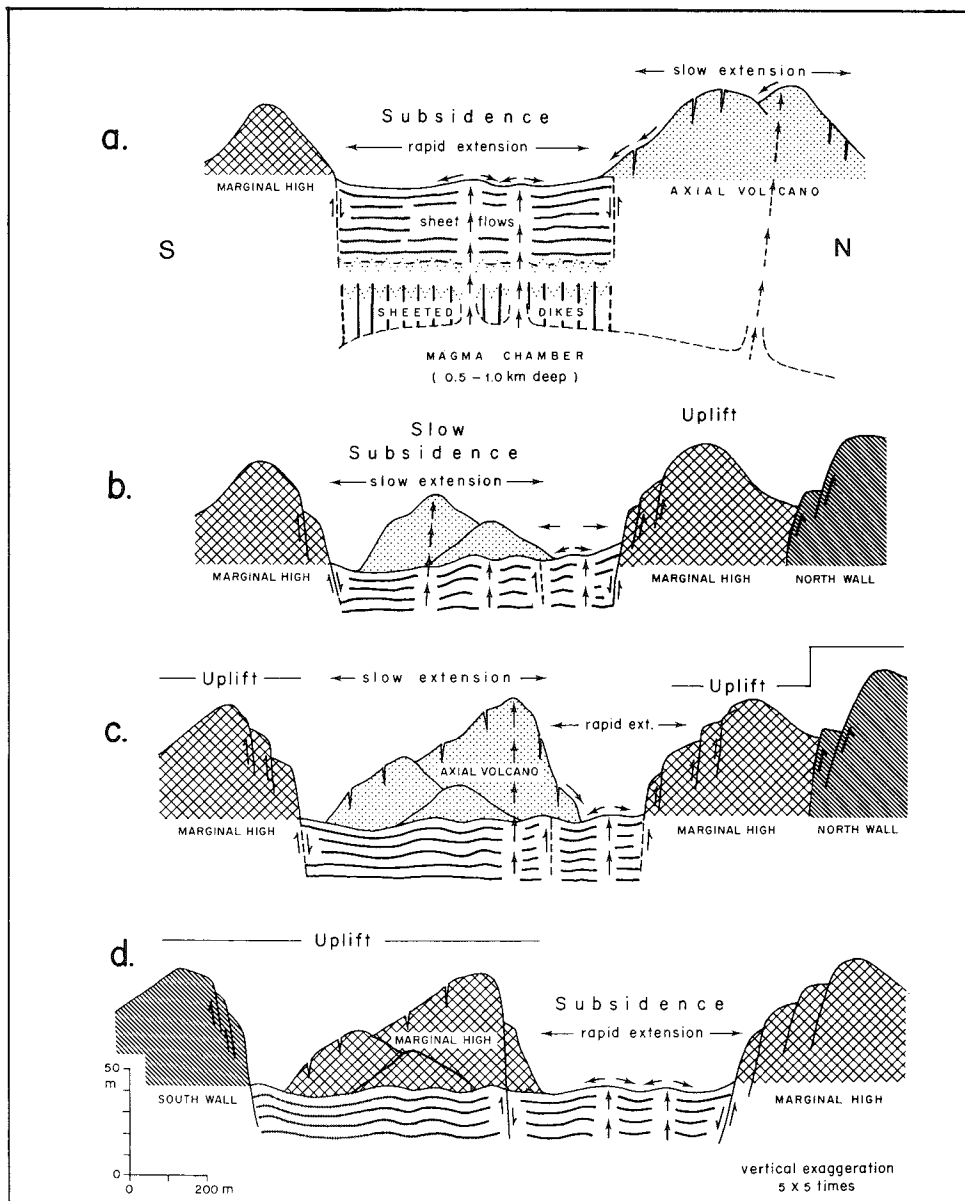 a.
slow extension
Subsidence
rapid extension
MARGINAL HIGH
AXIAL VOLCANO
sheet flows
S
N
SHEETED DIKES
MAGMA CHAMBER
( 0.5 – 1.0 km deep )
b.
Slow
Subsidence
slow extension
Uplift
MARGINAL HIGH
MARGINAL HIGH
NORTH WALL
c.
Uplift
slow extension
Uplift
rapid ext.
AXIAL VOLCANO
MARGINAL HIGH
MARGINAL HIGH
NORTH WALL
d.
Uplift
Subsidence
rapid extension
MARGINAL HIGH
50
m
SOUTH WALL
MARGINAL HIGH
0
0
200 m
vertical exaggeration
5 X 5 times